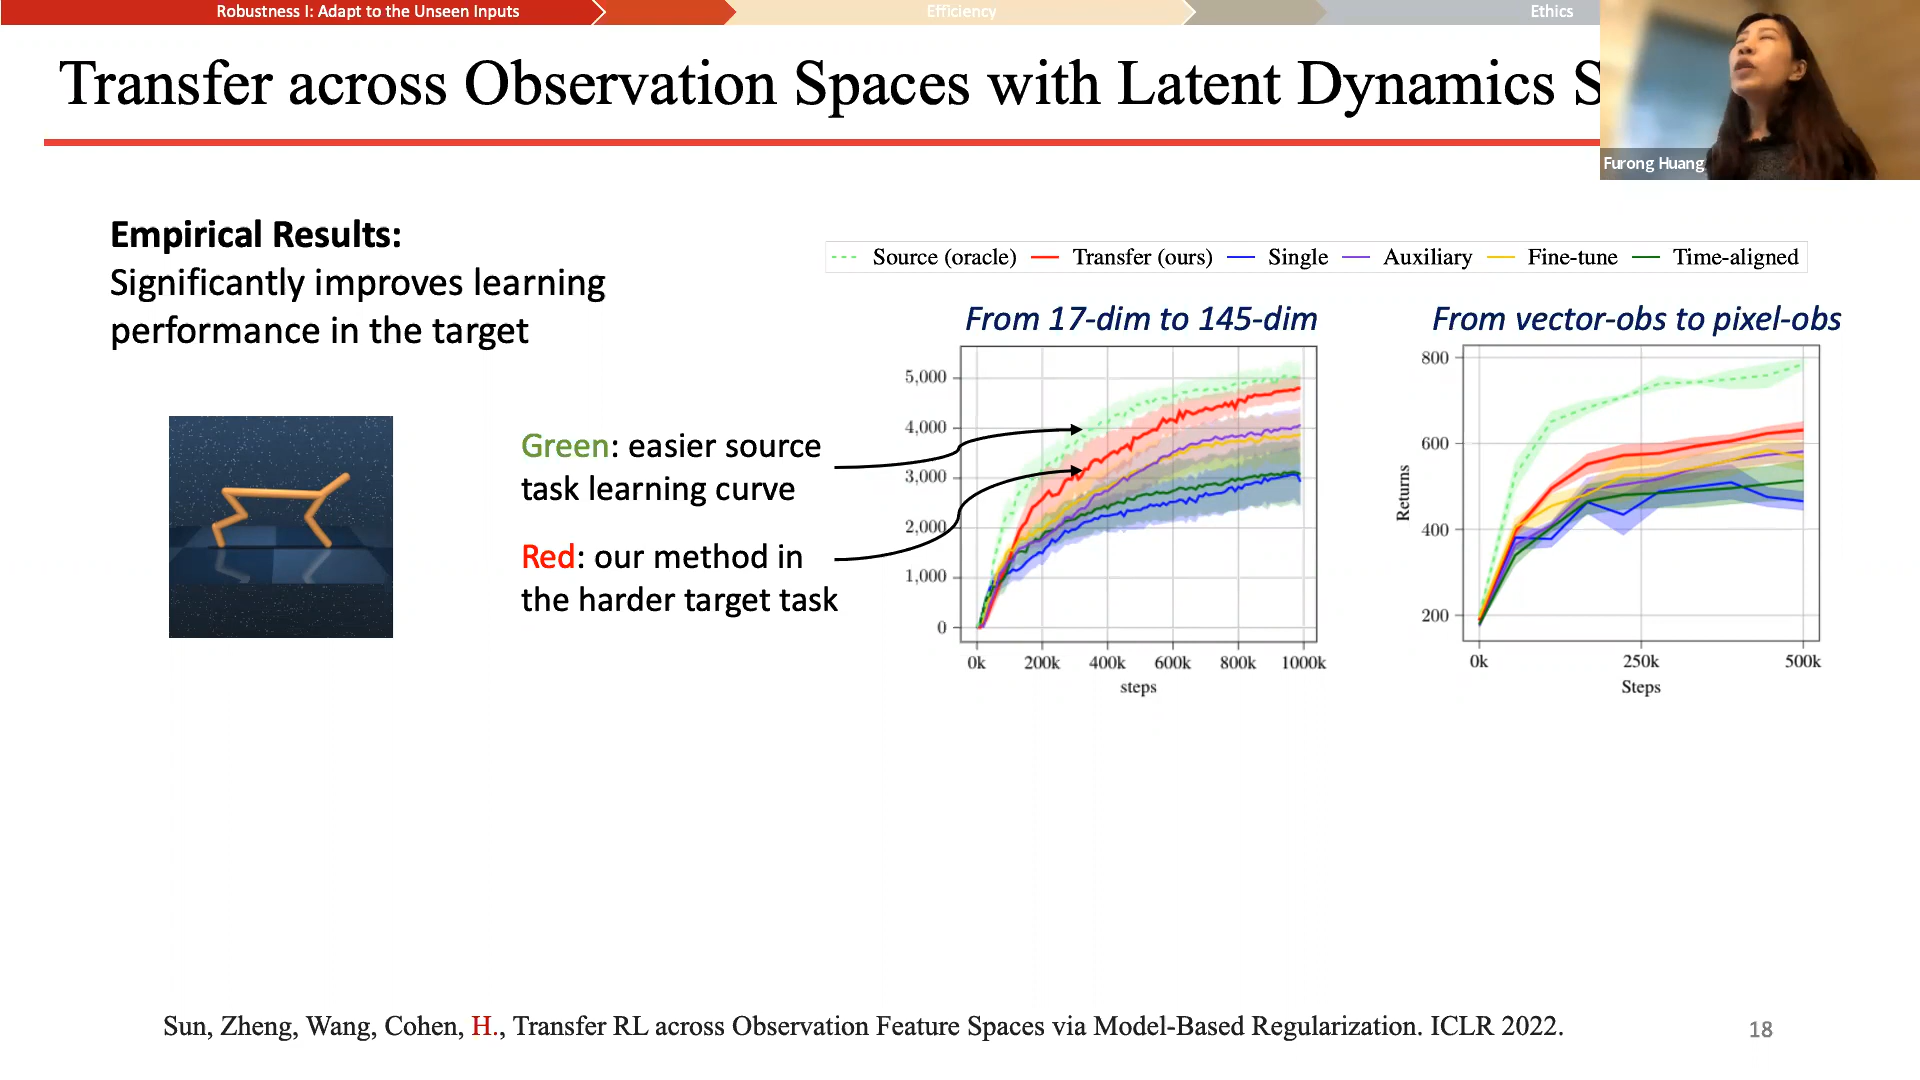 Robustness I: Adapt to the Unseen Inputs
Efficiency
Ethics
Transfer across Observation Spaces with Latent Dynamics S
Furong Huang
Empirical Results:
Significantly improves learning
performance in the target
Green: easier source
task learning curve
Red: our method in
the harder target task
Source (oracle) Transfer (ours) Single Auxiliary Fine-tune Time-aligned
From 17-dim to 145-dim
5,000
4,000
3,000
2,000
1,000
0
0k 200k 400k 600k 800k 1000k
steps
From vector-obs to pixel-obs
Returns
800
600
400
200
0k 250k 500k
Steps
Sun, Zheng, Wang, Cohen, H., Transfer RL across Observation Feature Spaces via Model-Based Regularization. ICLR 2022.
18